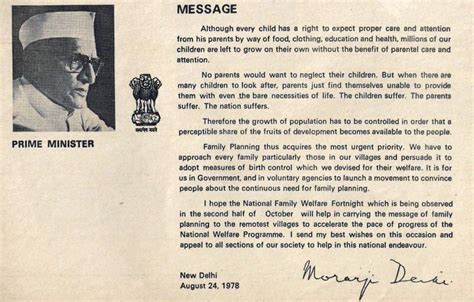 MESSAGE
Although every child has a right to expect proper care and attention
from his parents by way of food, clothing, education and health, millions of our
children are left to grow on their own without the benefit of parental care and
attention.
No parents would want to neglect their children. But when there are
many children to look after, parents just find themselves unable to provide
them with even the bare necessities of life. The children suffer. The parents
suffer. The nation suffers.
Therefore the growth of population has to be controlled in order that a
perceptible share of the fruits of development becomes available to the people.
PRIME MINISTER
Family Planning thus acquires the most urgent priority. We have to
approach every family particularly those in our villages and persuade it to
adopt measures of birth control which we devised for their welfare. It is for
us in Government, and in voluntary agencies to launch a movement to convince
people about the continuous need for family planning.
I hope the National Family Welfare Fortnight which is being observed
in the second half of October will help in carrying the message of family
planning to the remotest villages to accelerate the pace of progress of the
National Welfare Programme. I send my best wishes on this occasion and
appeal to all sections of our society to help in this national endeavour.
New Delhi
August 24, 1978
Morarji Desai